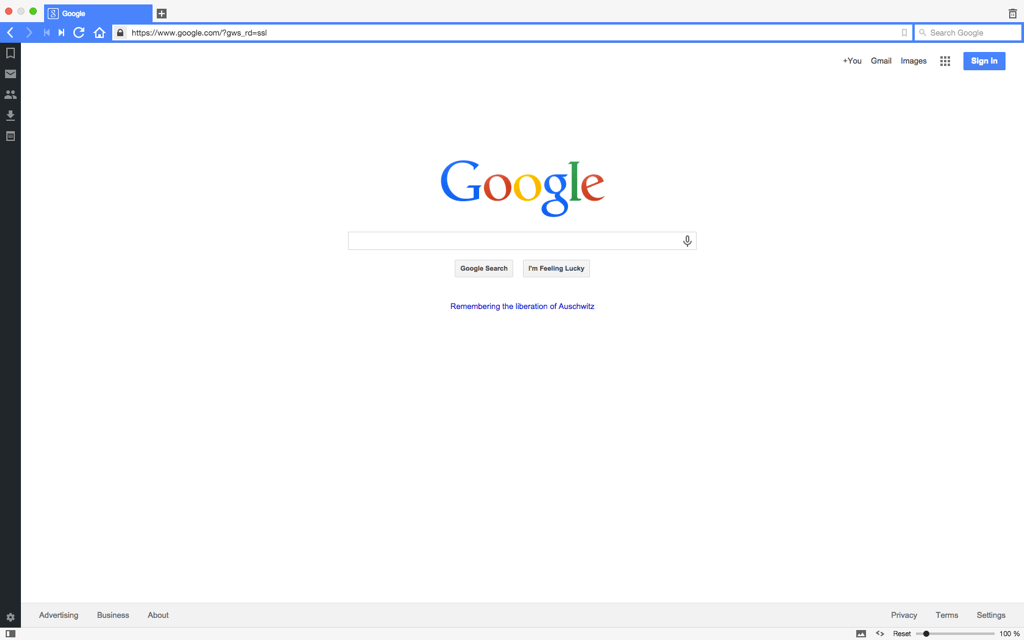 Google
https://www.google.com/?gws_rd=ssl
Search Google
+You Gmail Images Sign in
Google
Google Search I'm Feeling Lucky
Remembering the liberation of Auschwitz
Advertising Business About Privacy Terms Settings
Reset 100 %